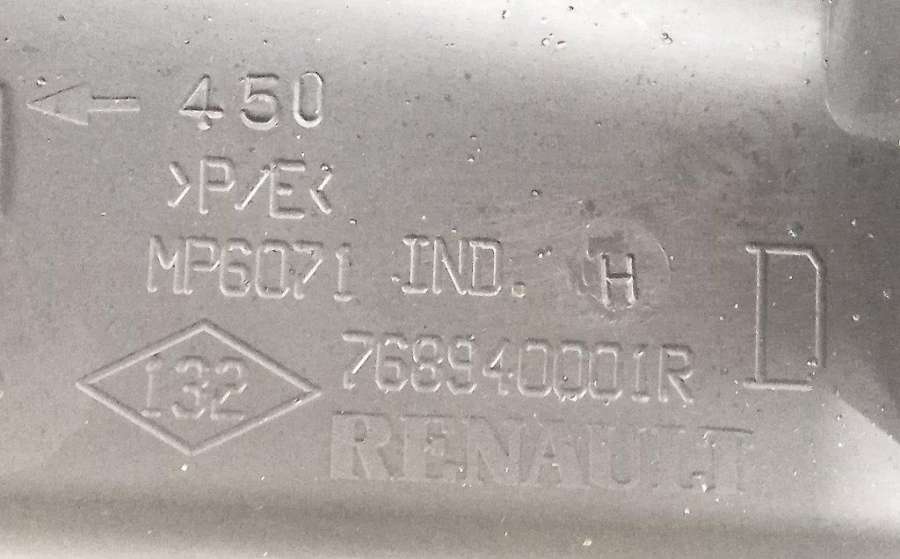 450
>P/E<
MP6071 IND. H
D
132
768940001R
RENAULT